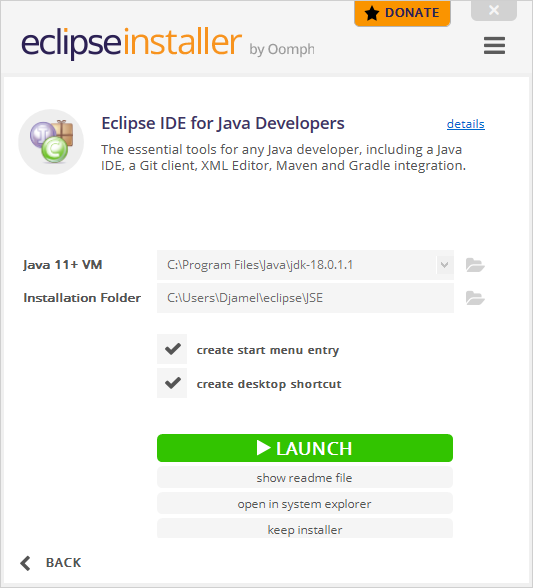 DONATE
eclipseinstaller by Oomph
Eclipse IDE for Java Developers
details
The essential tools for any Java developer, including a Java
IDE, a Git client, XML Editor, Maven and Gradle integration.
Java 11+ VM
C:\Program Files\Java\jdk-18.0.1.1
Installation Folder
C:\Users\Djamel\eclipse\JSE
create start menu entry
create desktop shortcut
LAUNCH
show readme file
open in system explorer
keep installer
BACK